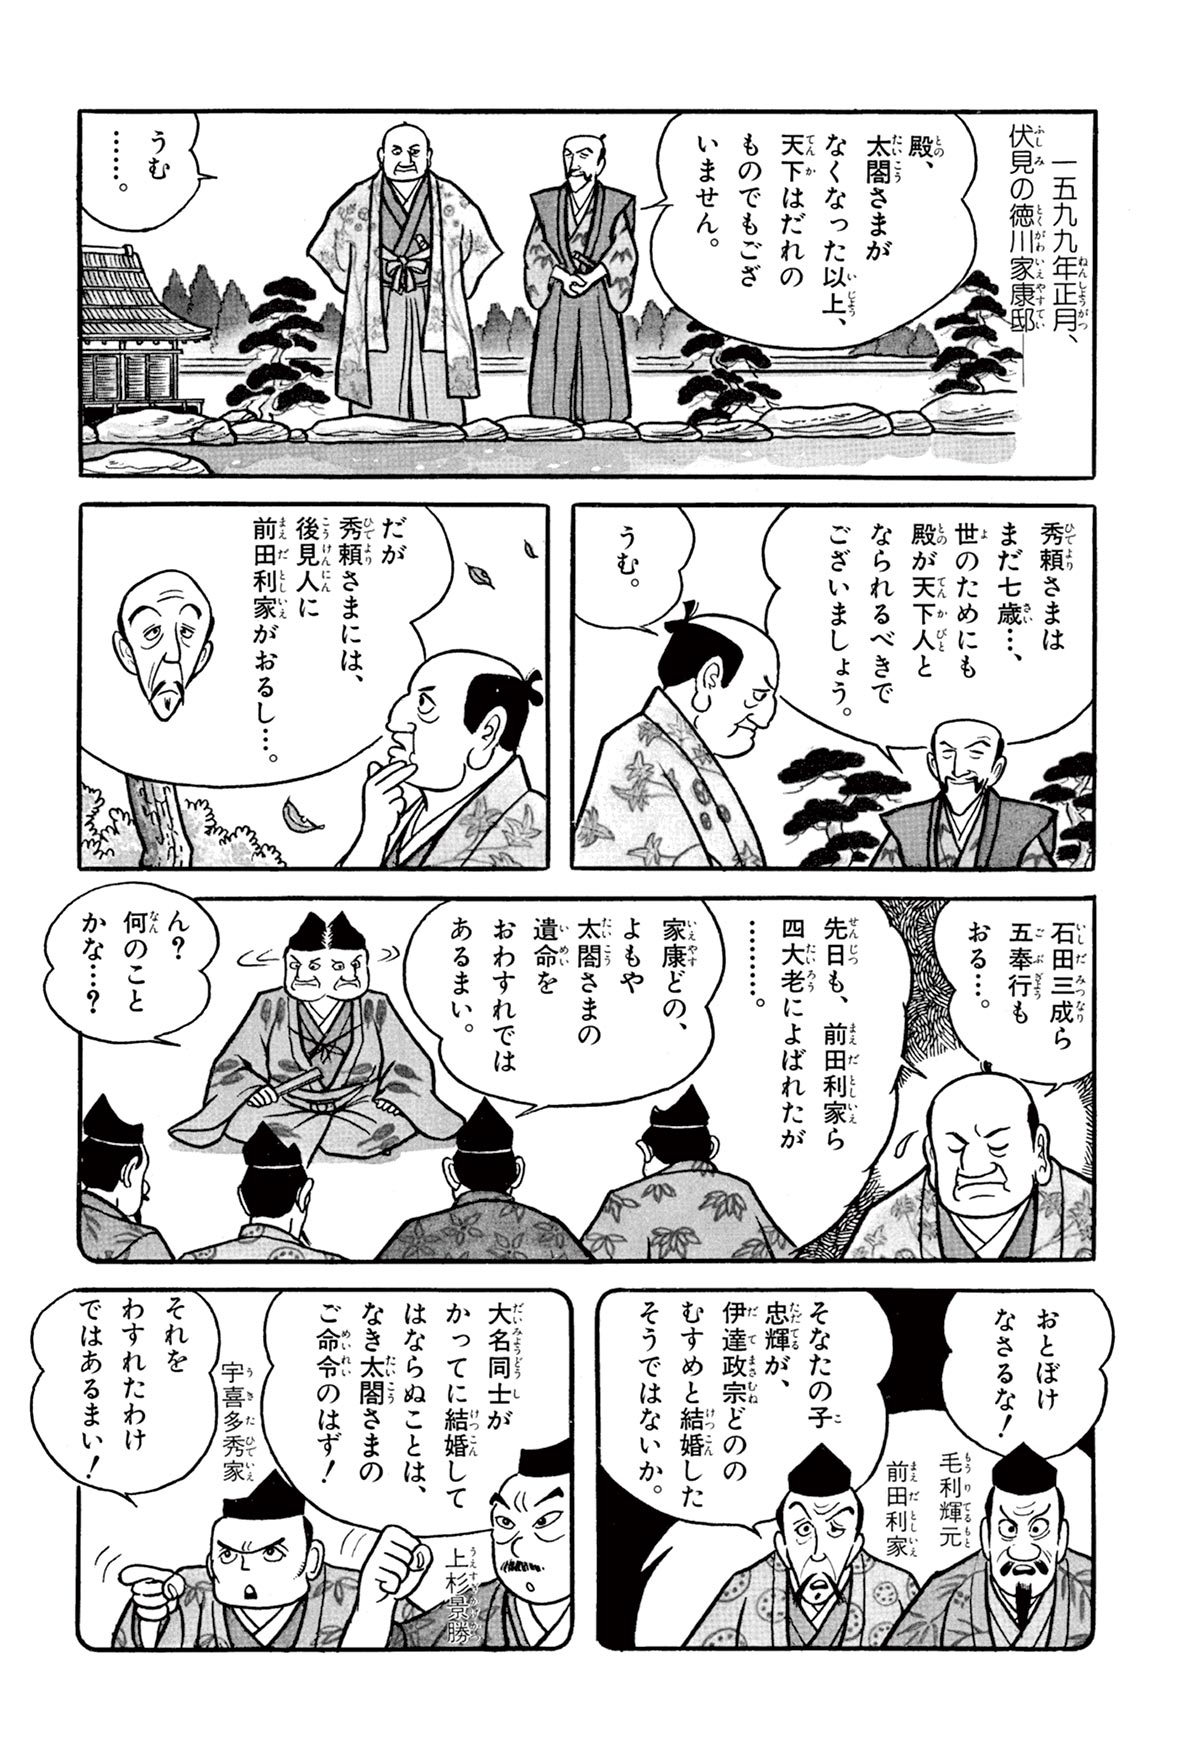 一五九九年正月、
伏見の徳川家康邸
殿、
太閤さまが
なくなった以上、
天下はだれの
ものでもござ
いません。
うむ
……。
秀頼さまは
まだ七歳…、
世のためにも
殿が天下人と
なられるべきで
ございましょう。
うむ。
だが
秀頼さまには、
後見人に
前田利家がおるし…。
石田三成ら
五奉行も
おる…。
先日も、前田利家ら
四大老によばれたが
………。
家康どの、
よもや
太閤さまの
遺命を
おわすれでは
あるまい。
ん?
何のこと
かな…?
おとぼけ
なさるな!
毛利輝元
前田利家
そなたの子
忠輝が、
伊達政宗どのの
むすめと結婚した
そうではないか。
大名同士が
かってに結婚して
はならぬことは、
なき太閤さまの
ご命令のはず!
上杉景勝
宇喜多秀家
それを
わすれたわけ
ではあるまい!